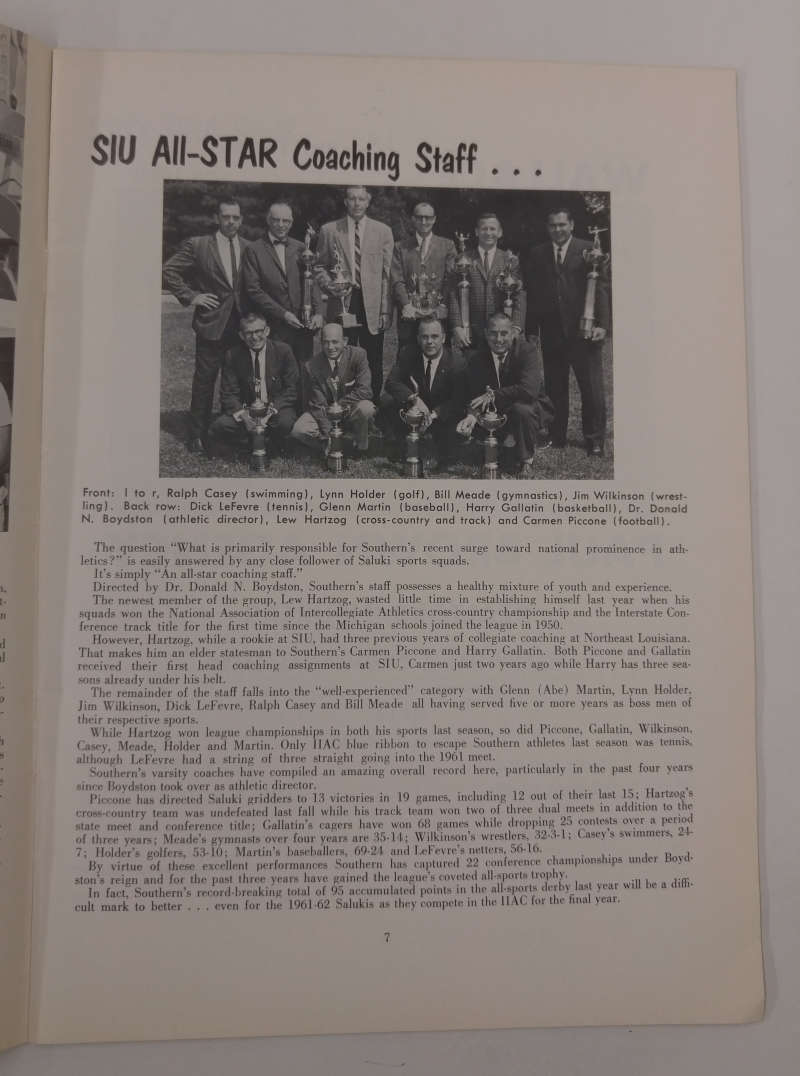 SIU All-STAR Coaching Staff . . .
Front: l to r, Ralph Casey (swimming), Lynn Holder (golf), Bill Meade (gymnastics), Jim Wilkinson (wrest-
ling). Back row: Dick LeFevre (tennis), Glenn Martin (baseball), Harry Gallatin (basketball), Dr. Donald
N. Boydston (athletic director), Lew Hartzog (cross-country and track) and Carmen Piccone (football).
The question "What is primarily responsible for Southern's recent surge toward national prominence in ath-
letics?" is easily answered by any close follower of Saluki sports squads.
It's simply "An all-star coaching staff."
Directed by Dr. Donald N. Boydston, Southern's staff possesses a healthy mixture of youth and experience.
The newest member of the group, Lew Hartzog, wasted little time in establishing himself last year when his
squads won the National Association of Intercollegiate Athletics cross-country championship and the Interstate Con-
ference track title for the first time since the Michigan schools joined the league in 1950.
However, Hartzog, while a rookie at SIU, had three previous years of collegiate coaching at Northeast Louisiana.
That makes him an elder statesman to Southern's Carmen Piccone and Harry Gallatin. Both Piccone and Gallatin
received their first head coaching assignments at SIU, Carmen just two years ago while Harry has three sea-
sons already under his belt.
The remainder of the staff falls into the "well-experienced" category with Glenn (Abe) Martin, Lynn Holder,
Jim Wilkinson, Dick LeFevre, Ralph Casey and Bill Meade all having served five or more years as boss men of
their respective sports.
While Hartzog won league championships in both his sports last season, so did Piccone, Gallatin, Wilkinson,
Casey, Meade, Holder and Martin. Only IIAC blue ribbon to escape Southern athletes last season was tennis,
although LeFevre had a string of three straight going into the 1961 meet.
Southern's varsity coaches have compiled an amazing overall record here, particularly in the past four years
since Boydston took over as athletic director.
Piccone has directed Saluki gridders to 13 victories in 19 games, including 12 out of their last 15; Hartzog's
cross-country team was undefeated last fall while his track team won two of three dual meets in addition to the
state meet and conference title; Gallatin's cagers have won 68 games while dropping 25 contests over a period
of three years; Meade's gymnasts over four years are 35-14; Wilkinson's wrestlers, 32-3-1; Casey's swimmers, 24-
7; Holder's golfers, 53-10; Martin's baseballers, 69-24 and LeFevre's netters, 56-16.
By virtue of these excellent performances Southern has captured 22 conference championships under Boyd-
ston's reign and for the past three years have gained the league's coveted all-sports trophy.
In fact, Southern's record-breaking total of 95 accumulated points in the all-sports derby last year will be a diffi-
cult mark to better . . . even for the 1961-62 Salukis as they compete in the IIAC for the final year.
7